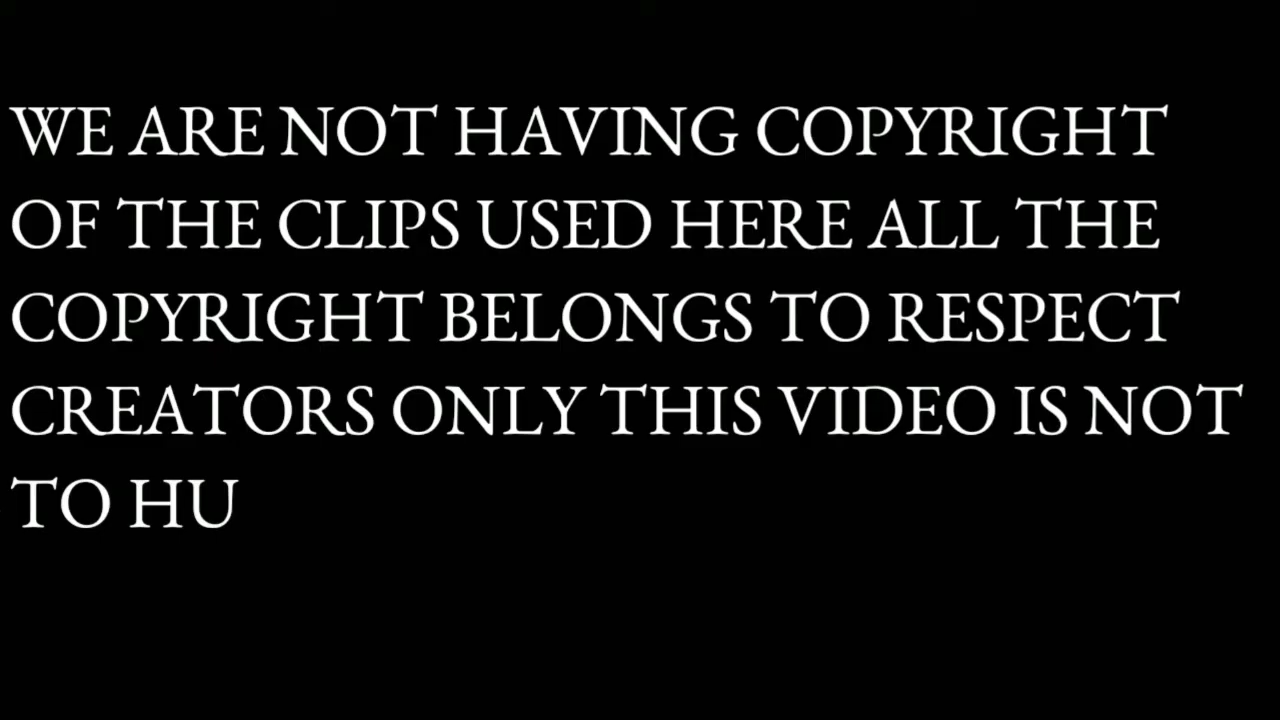 WE ARE NOT HAVING COPYRIGHT
OF THE CLIPS USED HERE ALL THE
COPYRIGHT BELONGS TO RESPECT
CREATORS ONLY THIS VIDEO IS NOT
TO HU